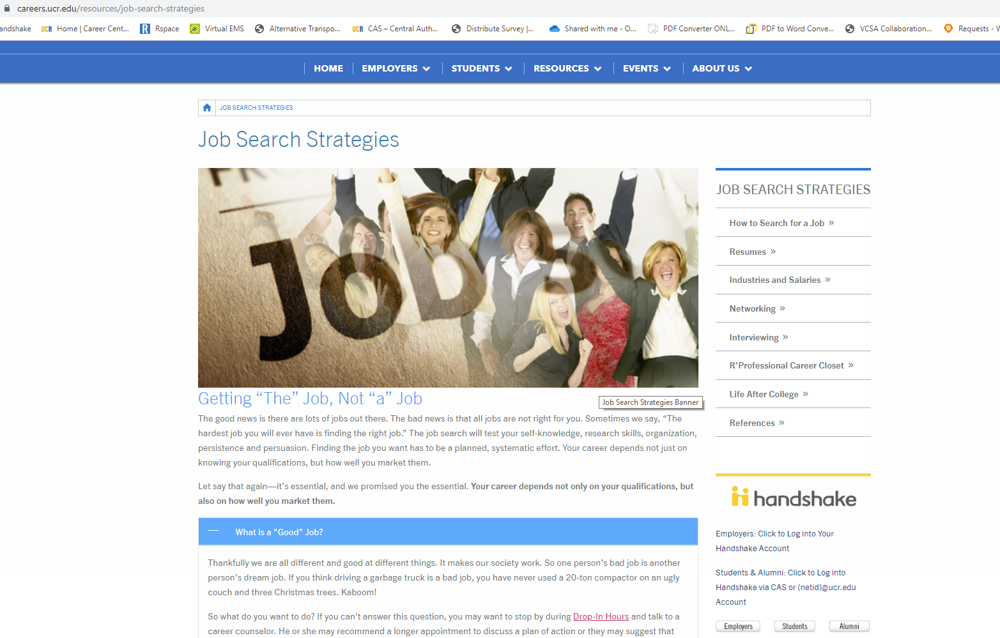 careers.ucr.edu/resources/job-search-strategies
andshake UCR Home | Career Cent... R Rspace Virtual EMS Alternative Transpo... UCR CAS – Central Auth... Distribute Survey |... Shared with me - O... PDF Converter ONL... PDF to Word Conve... VCSA Collaboration... Requests - W
HOME EMPLOYERS STUDENTS RESOURCES EVENTS ABOUT US
JOB SEARCH STRATEGIES
Job Search Strategies
JOB
Getting “The” Job, Not “a” Job
Job Search Strategies Banner
The good news is there are lots of jobs out there. The bad news is that all jobs are not right for you. Sometimes we say, “The
hardest job you will ever have is finding the right job.” The job search will test your self-knowledge, research skills, organization,
persistence and persuasion. Finding the job you want has to be a planned, systematic effort. Your career depends not just on
knowing your qualifications, but how well you market them.
Let say that again—it’s essential, and we promised you the essential. Your career depends not only on your qualifications, but
also on how well you market them.
What is a "Good" Job?
Thankfully we are all different and good at different things. It makes our society work. So one person’s bad job is another
person’s dream job. If you think driving a garbage truck is a bad job, you have never used a 20-ton compactor on an ugly
couch and three Christmas trees. Kaboom!
So what do you want to do? If you can't answer this question, you may want to stop by during Drop-In Hours and talk to a
career counselor. He or she may recommend a longer appointment to discuss a plan of action or they may suggest that
JOB SEARCH STRATEGIES
How to Search for a Job »
Resumes »
Industries and Salaries »
Networking »
Interviewing »
R'Professional Career Closet »
Life After College »
References »
handshake
Employers: Click to Log into Your
Handshake Account
Students & Alumni: Click to Log into
Handshake via CAS or (netid)@ucr.edu
Account
Employers Students Alumni